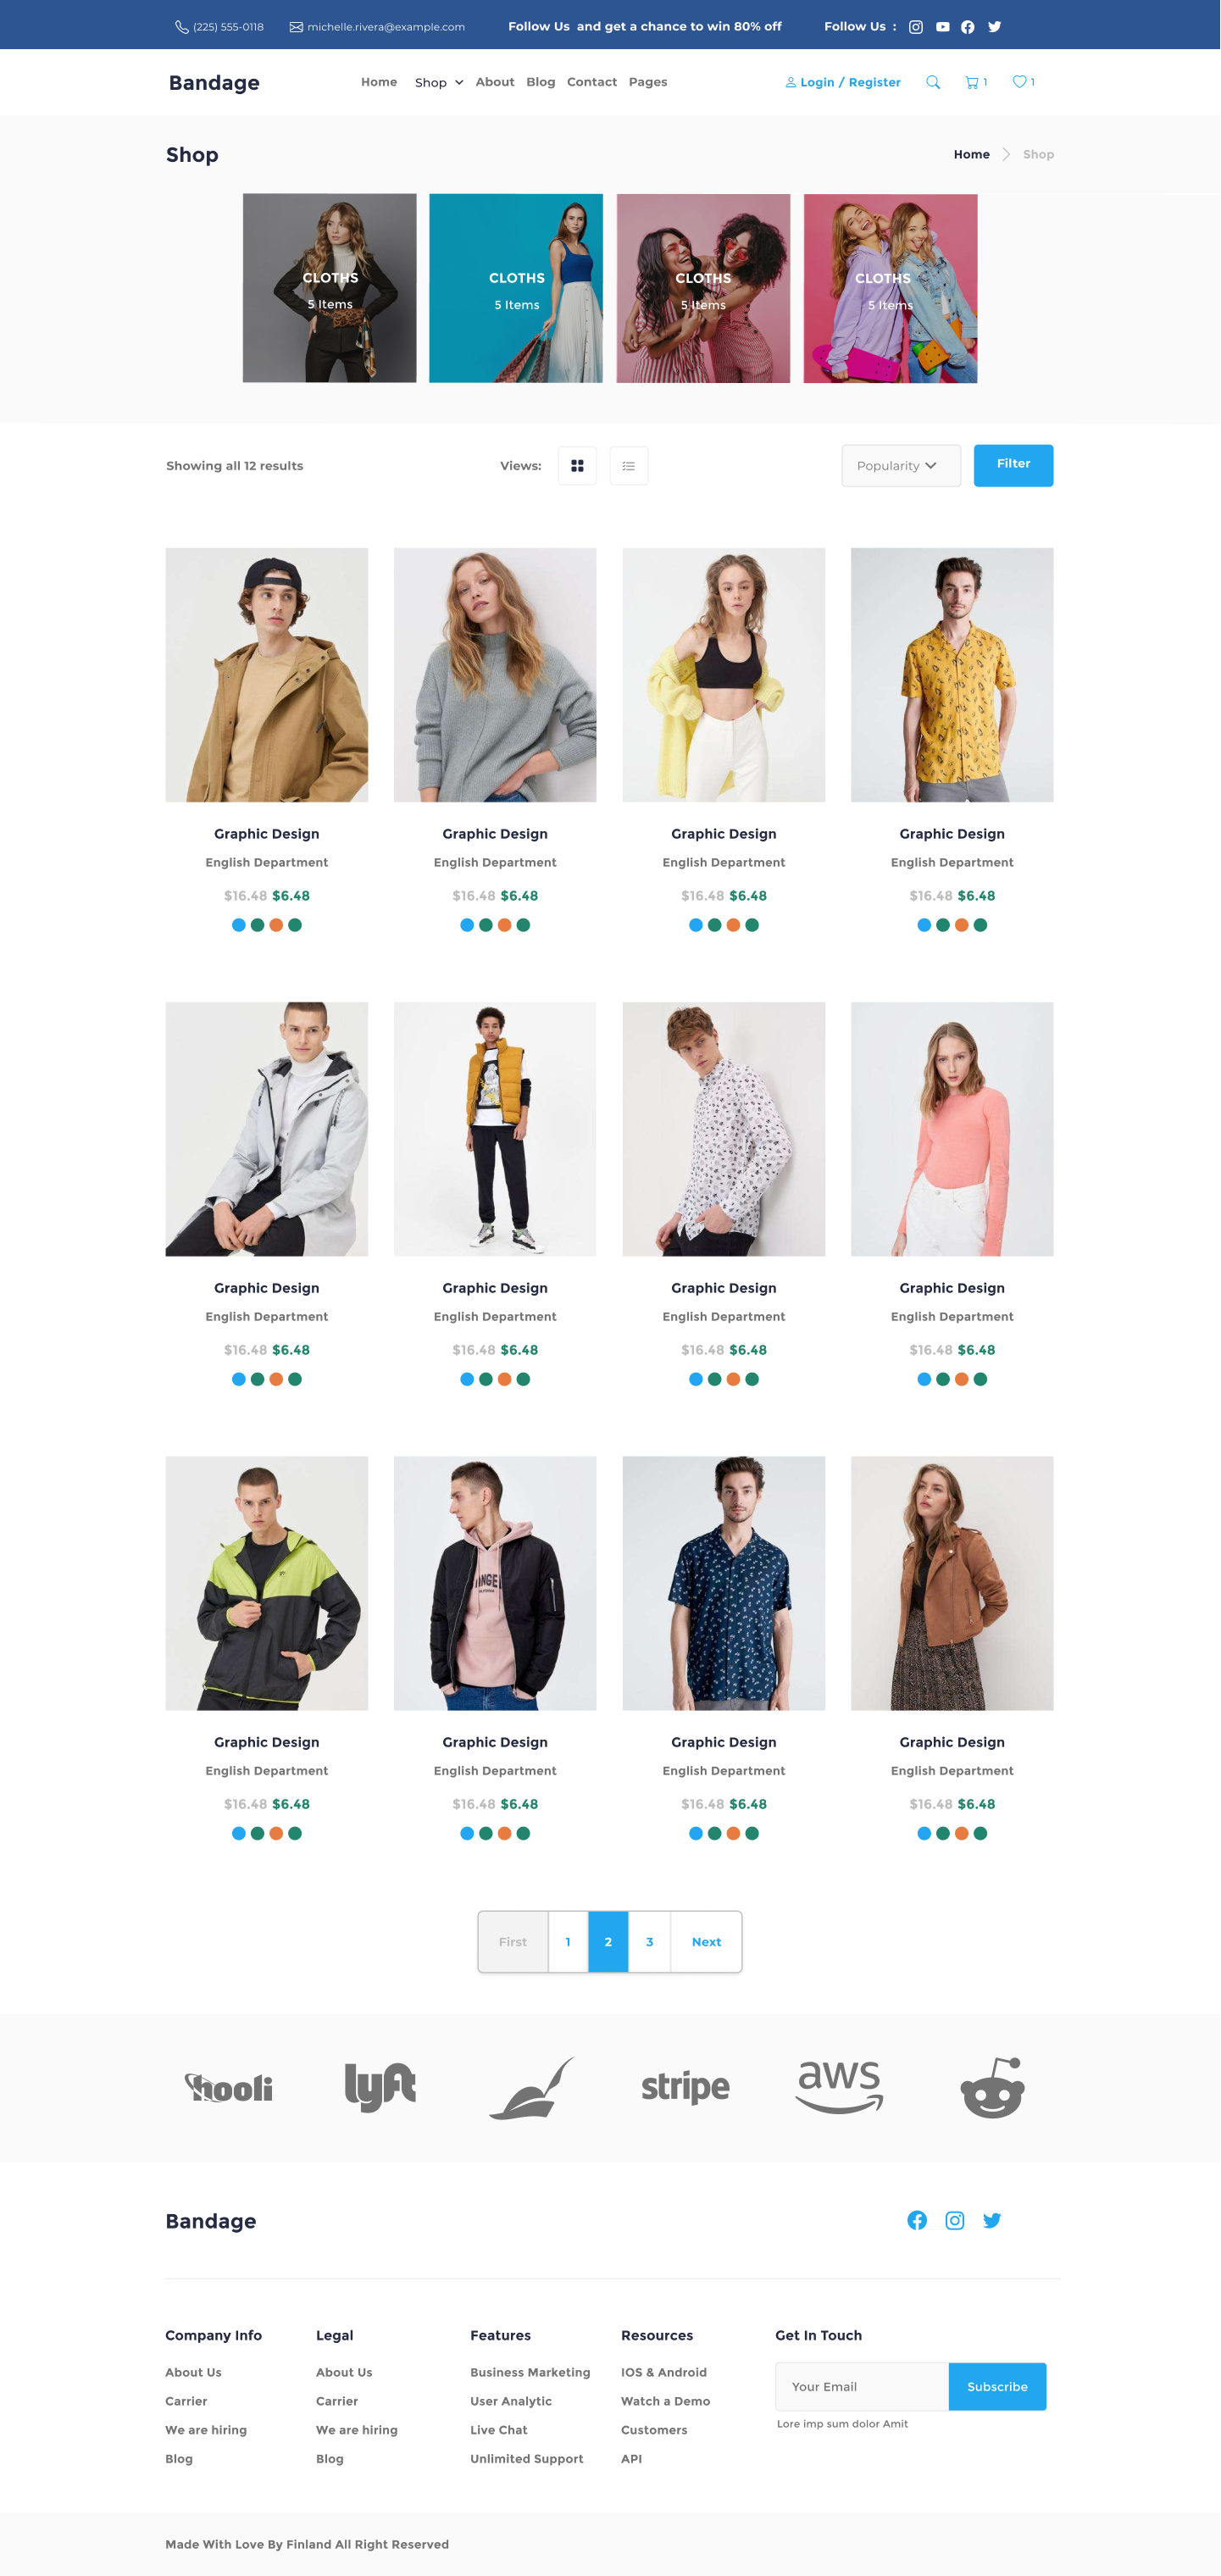 (225) 555-0118 michelle.rivera@example.com Follow Us and get a chance to win 80% off Follow Us :
Bandage Home Shop About Blog Contact Pages Login / Register 1 1
Shop Home Shop
CLOTHS CLOTHS CLOTHS CLOTHS
5 Items 5 Items 5 Items 5 Items
Showing all 12 results Views: Popularity Filter
Graphic Design Graphic Design Graphic Design Graphic Design
English Department English Department English Department English Department
$16.48 $6.48 $16.48 $6.48 $16.48 $6.48 $16.48 $6.48
Graphic Design Graphic Design Graphic Design Graphic Design
English Department English Department English Department English Department
$16.48 $6.48 $16.48 $6.48 $16.48 $6.48 $16.48 $6.48
Graphic Design Graphic Design Graphic Design Graphic Design
English Department English Department English Department English Department
$16.48 $6.48 $16.48 $6.48 $16.48 $6.48 $16.48 $6.48
First 1 2 3 Next
hooli lyft stripe aws
Bandage
Company Info Legal Features Resources Get In Touch
About Us About Us Business Marketing IOS & Android
Carrier Carrier User Analytic Watch a Demo Your Email Subscribe
We are hiring We are hiring Live Chat Customers Lore imp sum dolor Amit
Blog Blog Unlimited Support API
Made With Love By Finland All Right Reserved